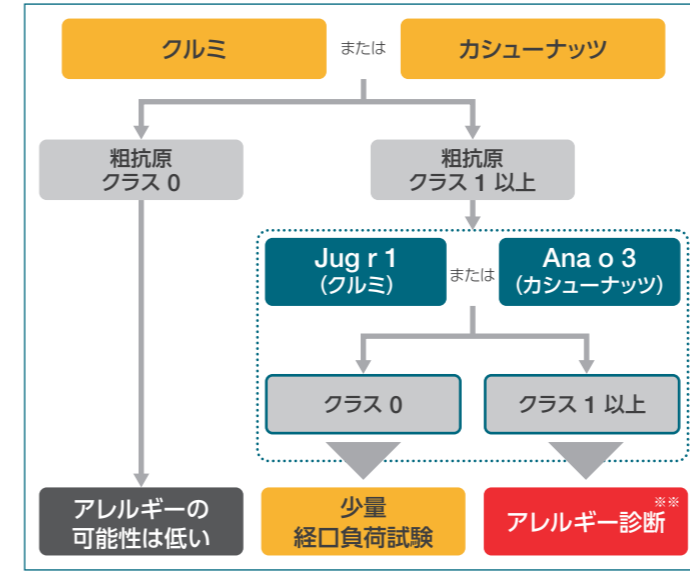 クルミ
または
カシューナッツ
粗抗原
クラス 0
粗抗原
クラス 1 以上
Jug r 1
(クルミ)
または
Ana o 3
(カシューナッツ)
クラス 0
クラス 1 以上
アレルギーの
可能性は低い
少量
経口負荷試験
アレルギー診断※※